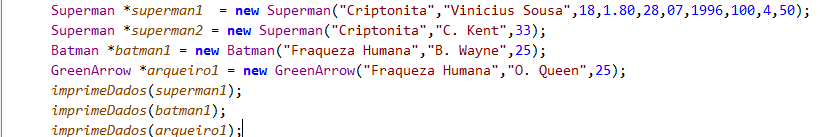 Superman *superman1  = new Superman("Criptonita","Vinicius Sousa",18,1.80,28,07,1996,100,4,50);
Superman *superman2 = new Superman("Criptonita","C. Kent",33);
Batman *batman1 = new Batman("Fraqueza Humana","B. Wayne",25);
GreenArrow *arqueiro1 = new GreenArrow("Fraqueza Humana","O. Queen",25);
imprimeDados(superman1);
imprimeDados(batman1);
imprimeDados(arqueiro1);